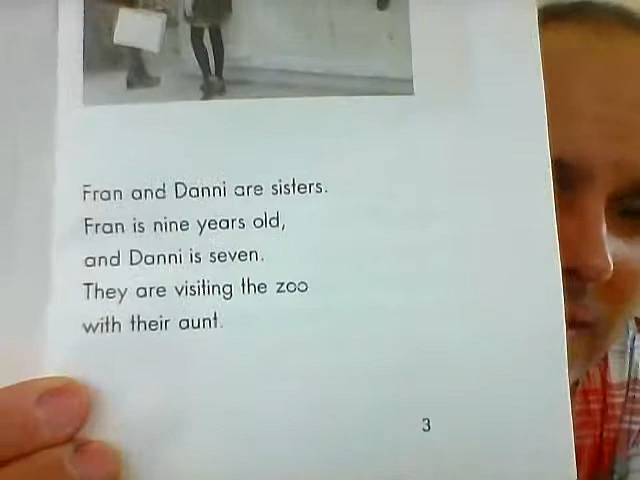 Fran and Danni are sisters.
Fran is nine years old,
and Danni is seven.
They are visiting the zoo
with their aunt.
3